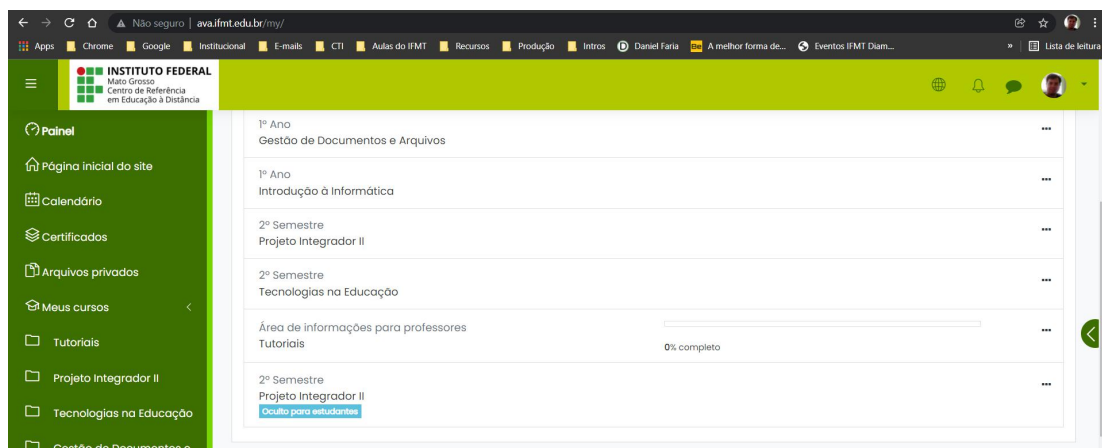 Não seguro | ava.ifmt.edu.br/my/
Apps Chrome Google Institucional E-mails CTI Aulas do IFMT Recursos Produção Intros Daniel Faria Be A melhor forma de... Eventos IFMT Diam... » Lista de leitura
INSTITUTO FEDERAL
Mato Grosso
Centro de Referência
em Educação à Distância
Painel
Página inicial do site
Calendário
Certificados
Arquivos privados
Meus cursos
Tutoriais
Projeto Integrador II
Tecnologias na Educação
Gestão de Documentos e
1º Ano
Gestão de Documentos e Arquivos
1º Ano
Introdução à Informática
2º Semestre
Projeto Integrador II
2º Semestre
Tecnologias na Educação
Área de informações para professores
Tutoriais
0% completo
2º Semestre
Projeto Integrador II
Oculto para estudantes